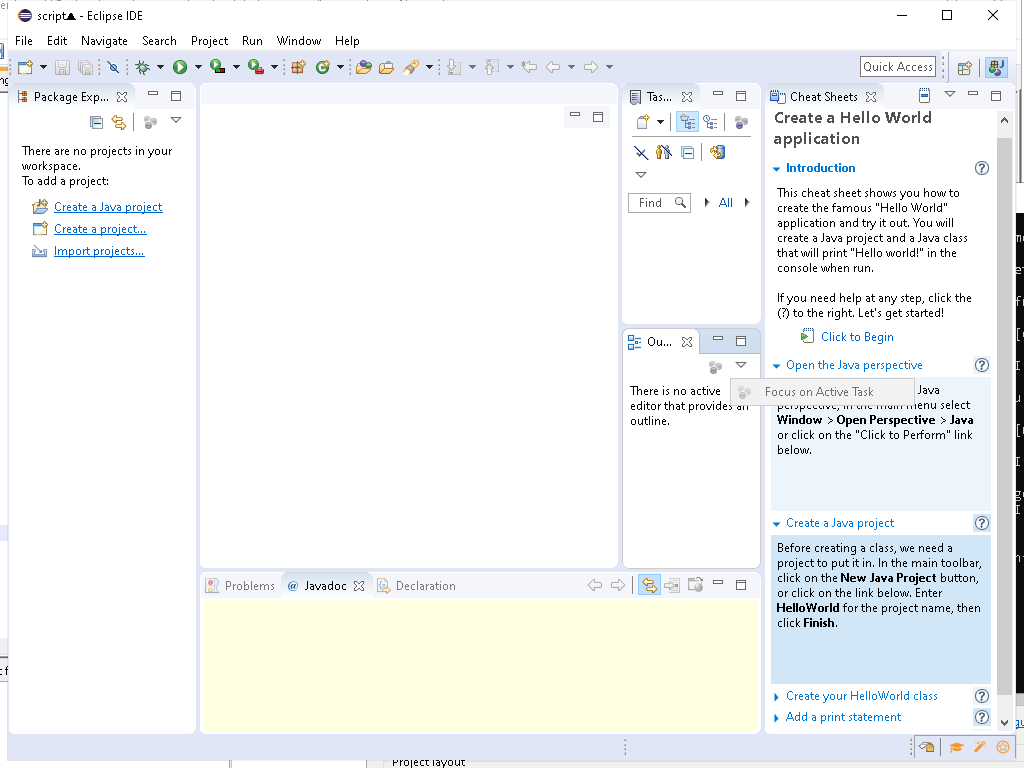 script▲ - Eclipse IDE
File Edit Navigate Search Project Run Window Help
Quick Access
Package Exp...
There are no projects in your
workspace.
To add a project:
Create a Java project
Create a project...
Import projects...
Tas...
Find
All
Ou...
There is no active
editor that provides an
outline.
Focus on Active Task
Cheat Sheets
Create a Hello World
application
Introduction
This cheat sheet shows you how to
create the famous "Hello World"
application and try it out. You will
create a Java project and a Java class
that will print "Hello world!" in the
console when run.
If you need help at any step, click the
(?) to the right. Let's get started!
Click to Begin
Open the Java perspective
Java
perspective, in the main menu select
Window > Open Perspective > Java
or click on the "Click to Perform" link
below.
Create a Java project
Before creating a class, we need a
project to put it in. In the main toolbar,
click on the New Java Project button,
or click on the link below. Enter
HelloWorld for the project name, then
click Finish.
Create your HelloWorld class
Add a print statement
Problems @ Javadoc Declaration
Project layout